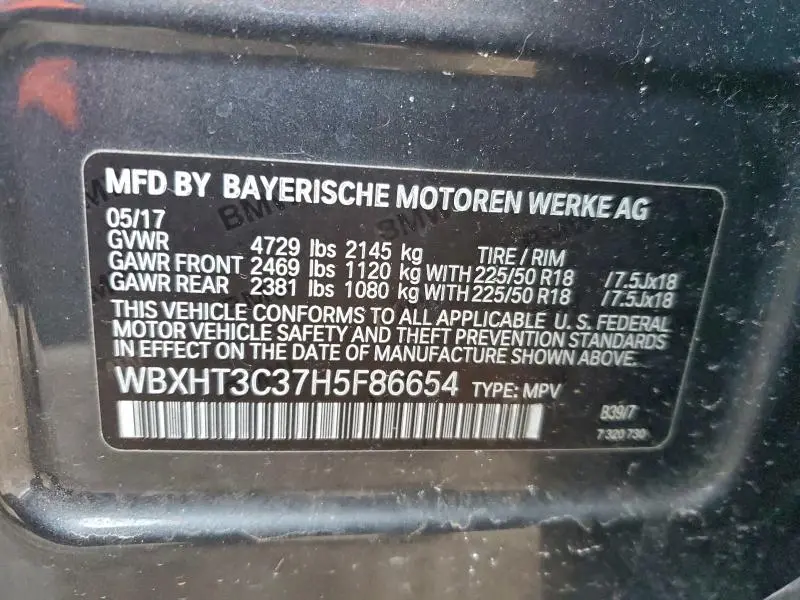 MFD BY BAYERISCHE MOTOREN WERKE AG
05/17
GVWR 4729 lbs 2145 kg TIRE / RIM
GAWR FRONT 2469 lbs 1120 kg WITH 225/50 R18 / 7.5Jx18
GAWR REAR 2381 lbs 1080 kg WITH 225/50 R18 / 7.5Jx18
THIS VEHICLE CONFORMS TO ALL APPLICABLE U. S. FEDERAL
MOTOR VEHICLE SAFETY AND THEFT PREVENTION STANDARDS
IN EFFECT ON THE DATE OF MANUFACTURE SHOWN ABOVE.
WBXHT3C37H5F86654 TYPE: MPV
B39/7
7 320 730